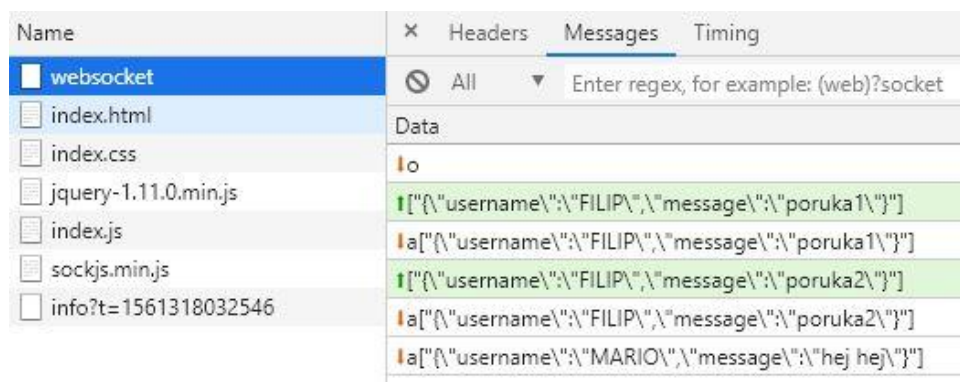 Name
websocket
index.html
index.css
jquery-1.11.0.min.js
index.js
sockjs.min.js
info?t=1561318032546
× Headers Messages Timing
All ▼ Enter regex, for example: (web)?socket
Data
⬇o
⬆["{\"username\":\"FILIP\",\"message\":\"poruka1\"}"]
⬇a["{\"username\":\"FILIP\",\"message\":\"poruka1\"}"]
⬆["{\"username\":\"FILIP\",\"message\":\"poruka2\"}"]
⬇a["{\"username\":\"FILIP\",\"message\":\"poruka2\"}"]
⬇a["{\"username\":\"MARIO\",\"message\":\"hej hej\"}"]